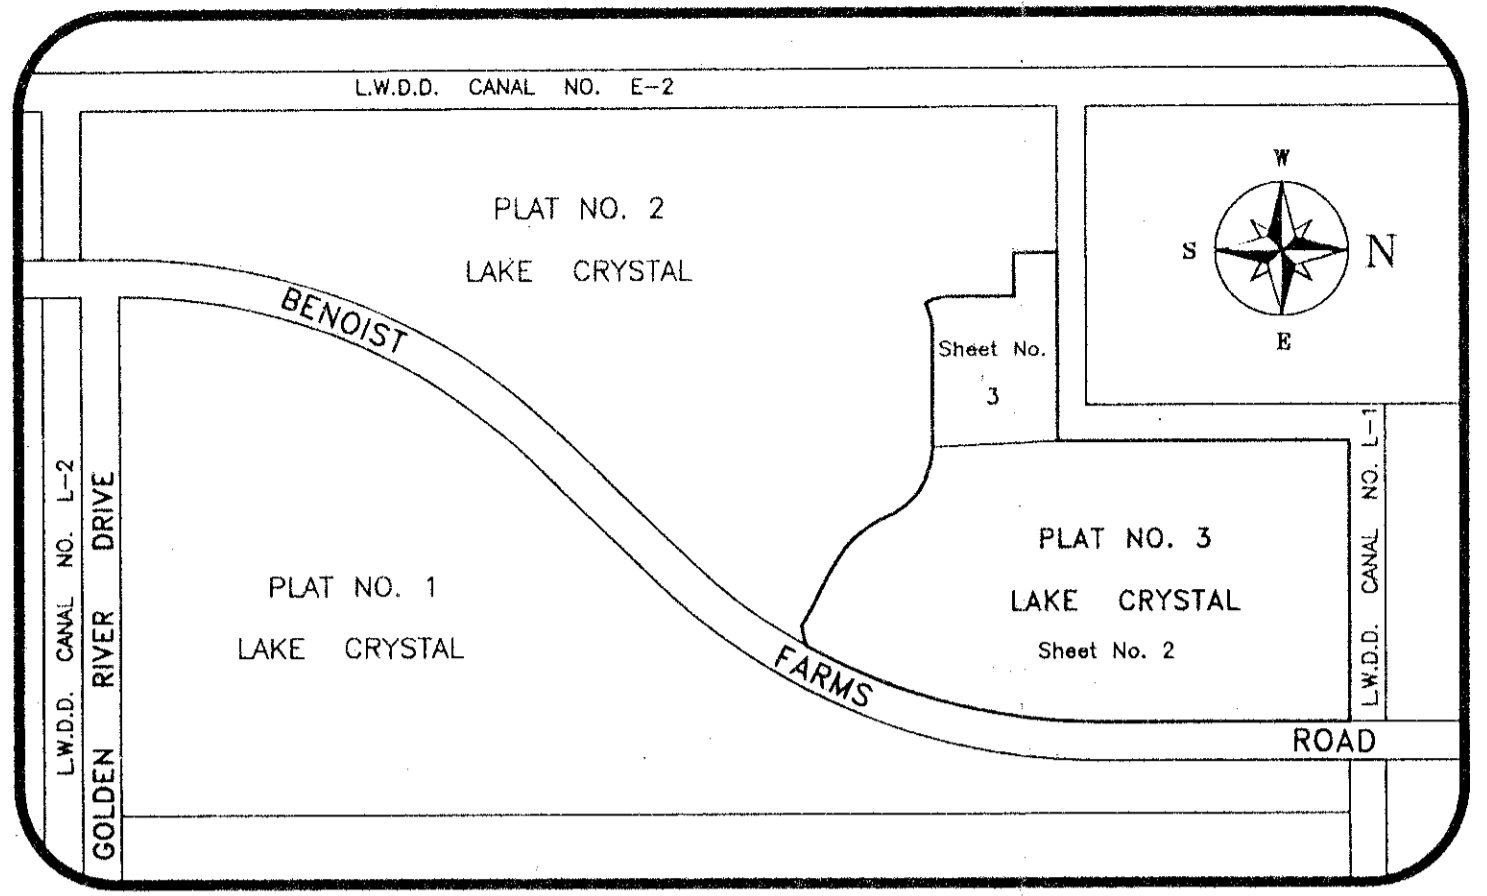 L.W.D.D. CANAL NO. E-2
W
S
N
E
PLAT NO. 2
LAKE CRYSTAL
BENOIST
FARMS
ROAD
Sheet No.
3
PLAT NO. 3
LAKE CRYSTAL
Sheet No. 2
PLAT NO. 1
LAKE CRYSTAL
L.W.D.D. CANAL NO. L-2
GOLDEN RIVER DRIVE
L.W.D.D. CANAL NO. L-1